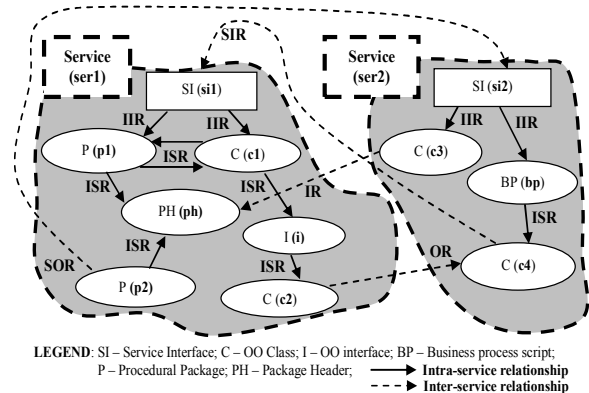 SIR
Service
(ser1)
Service
(ser2)
SI (si1)
SI (si2)
IIR
IIR
IIR
IIR
P (p1)
ISR
C (c1)
C (c3)
BP (bp)
ISR
ISR
IR
ISR
PH (ph)
I (i)
ISR
ISR
SOR
OR
P (p2)
C (c2)
C (c4)
LEGEND: SI – Service Interface; C – OO Class; I – OO interface; BP – Business process script;
P – Procedural Package; PH – Package Header; Intra-service relationship
Inter-service relationship